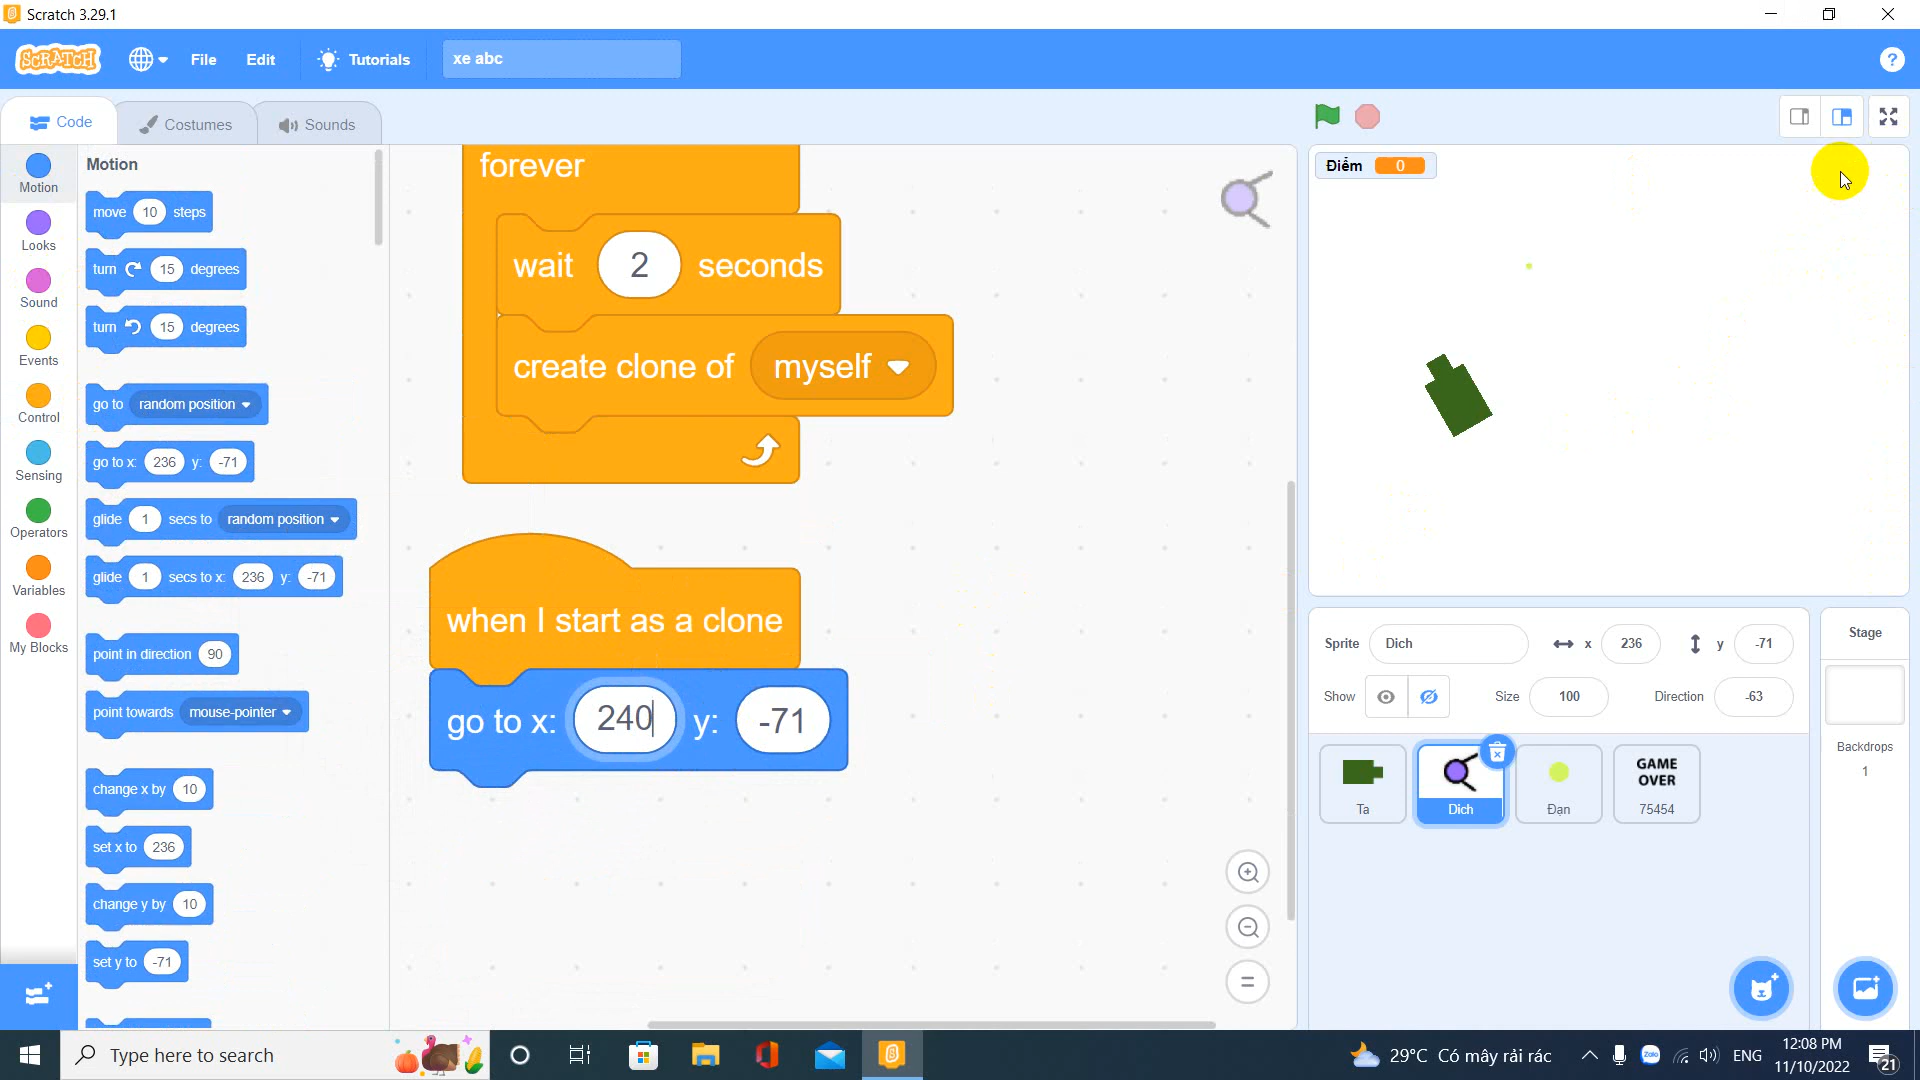 Scratch 3.29.1
SCRATCH
File
Edit
Tutorials
xe abc
?
Code
Costumes
Sounds
Motion
Looks
Sound
Events
Control
Sensing
Operators
Variables
My Blocks
Motion
move 10 steps
turn 15 degrees
turn 15 degrees
go to random position
go to x: 236 y: -71
glide 1 secs to random position
glide 1 secs to x: 236 y: -71
point in direction 90
point towards mouse-pointer
change x by 10
set x to 236
change y by 10
set y to -71
forever
wait 2 seconds
create clone of myself
when I start as a clone
go to x: 240 y: -71
Điểm 0
Sprite Dich x 236 y -71
Show Size 100 Direction -63
Ta
Dich
Đạn
GAME
OVER
75454
Stage
Backdrops
1
Type here to search
29°C Có mây rải rác
Zalo
ENG
12:08 PM
11/10/2022
21